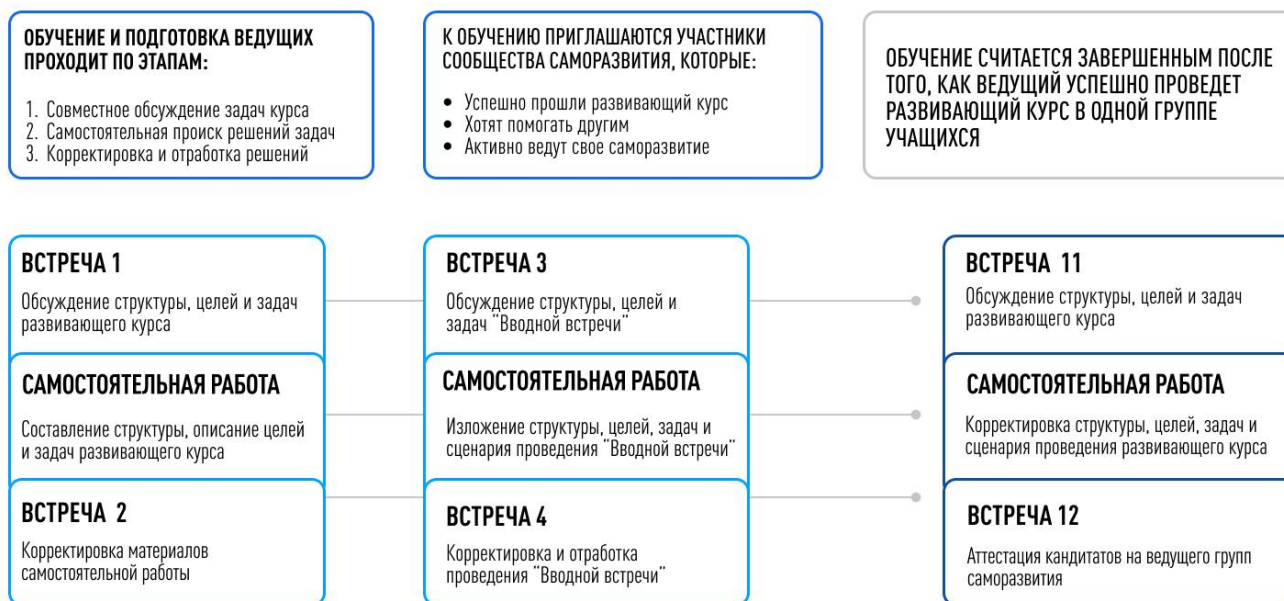 ОБУЧЕНИЕ И ПОДГОТОВКА ВЕДУЩИХ
ПРОХОДИТ ПО ЭТАПАМ:
1. Совместное обсуждение задач курса
2. Самостоятельная происк решений задач
3. Корректировка и отработка решений
К ОБУЧЕНИЮ ПРИГЛАШАЮТСЯ УЧАСТНИКИ
СООБЩЕСТВА САМОРАЗВИТИЯ, КОТОРЫЕ:
• Успешно прошли развивающий курс
• Хотят помогать другим
• Активно ведут свое саморазвитие
ОБУЧЕНИЕ СЧИТАЕТСЯ ЗАВЕРШЕННЫМ ПОСЛЕ
ТОГО, КАК ВЕДУЩИЙ УСПЕШНО ПРОВЕДЕТ
РАЗВИВАЮЩИЙ КУРС В ОДНОЙ ГРУППЕ
УЧАЩИХСЯ
ВСТРЕЧА 1
Обсуждение структуры, целей и задач
развивающего курса
САМОСТОЯТЕЛЬНАЯ РАБОТА
Составление структуры, описание целей
и задач развивающего курса
ВСТРЕЧА 2
Корректировка материалов
самостоятельной работы
ВСТРЕЧА 3
Обсуждение структуры, целей и
задач "Вводной встречи"
САМОСТОЯТЕЛЬНАЯ РАБОТА
Изложение структуры, целей, задач и
сценария проведения "Вводной встречи"
ВСТРЕЧА 4
Корректировка и отработка
проведения "Вводной встречи"
ВСТРЕЧА 11
Обсуждение структуры, целей и задач
развивающего курса
САМОСТОЯТЕЛЬНАЯ РАБОТА
Корректировка структуры, целей, задач и
сценария проведения развивающего курса
ВСТРЕЧА 12
Аттестация кандитатов на ведущего групп
саморазвития